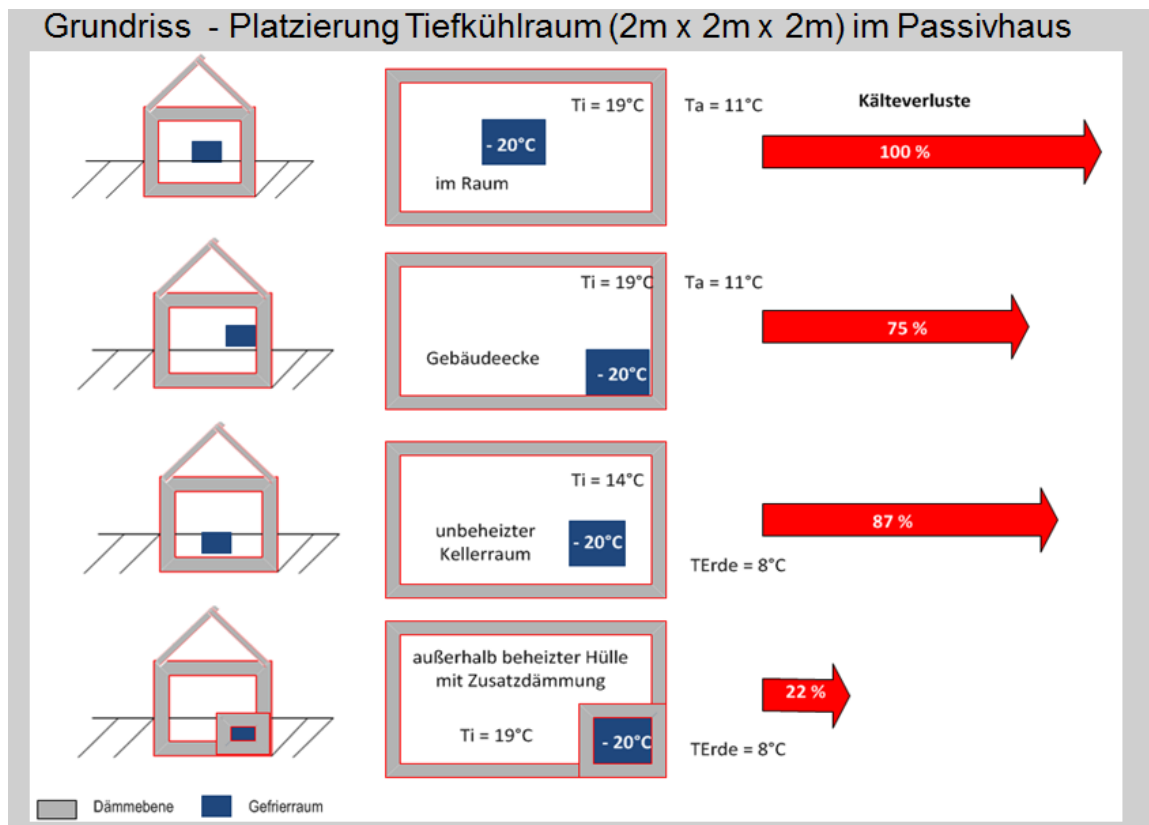 Grundriss - Platzierung Tiefkühlraum (2m x 2m x 2m) im Passivhaus
Ti = 19°C
Ta = 11°C
Kälteverluste
- 20°C
100 %
im Raum
Ti = 19°C
Ta = 11°C
75 %
Gebäudeecke
- 20°C
Ti = 14°C
unbeheizter
Kellerraum
- 20°C
87 %
TErde = 8°C
außerhalb beheizter Hülle
mit Zusatzdämmung
22 %
Ti = 19°C
- 20°C
TErde = 8°C
Dämmebene
Gefrierraum